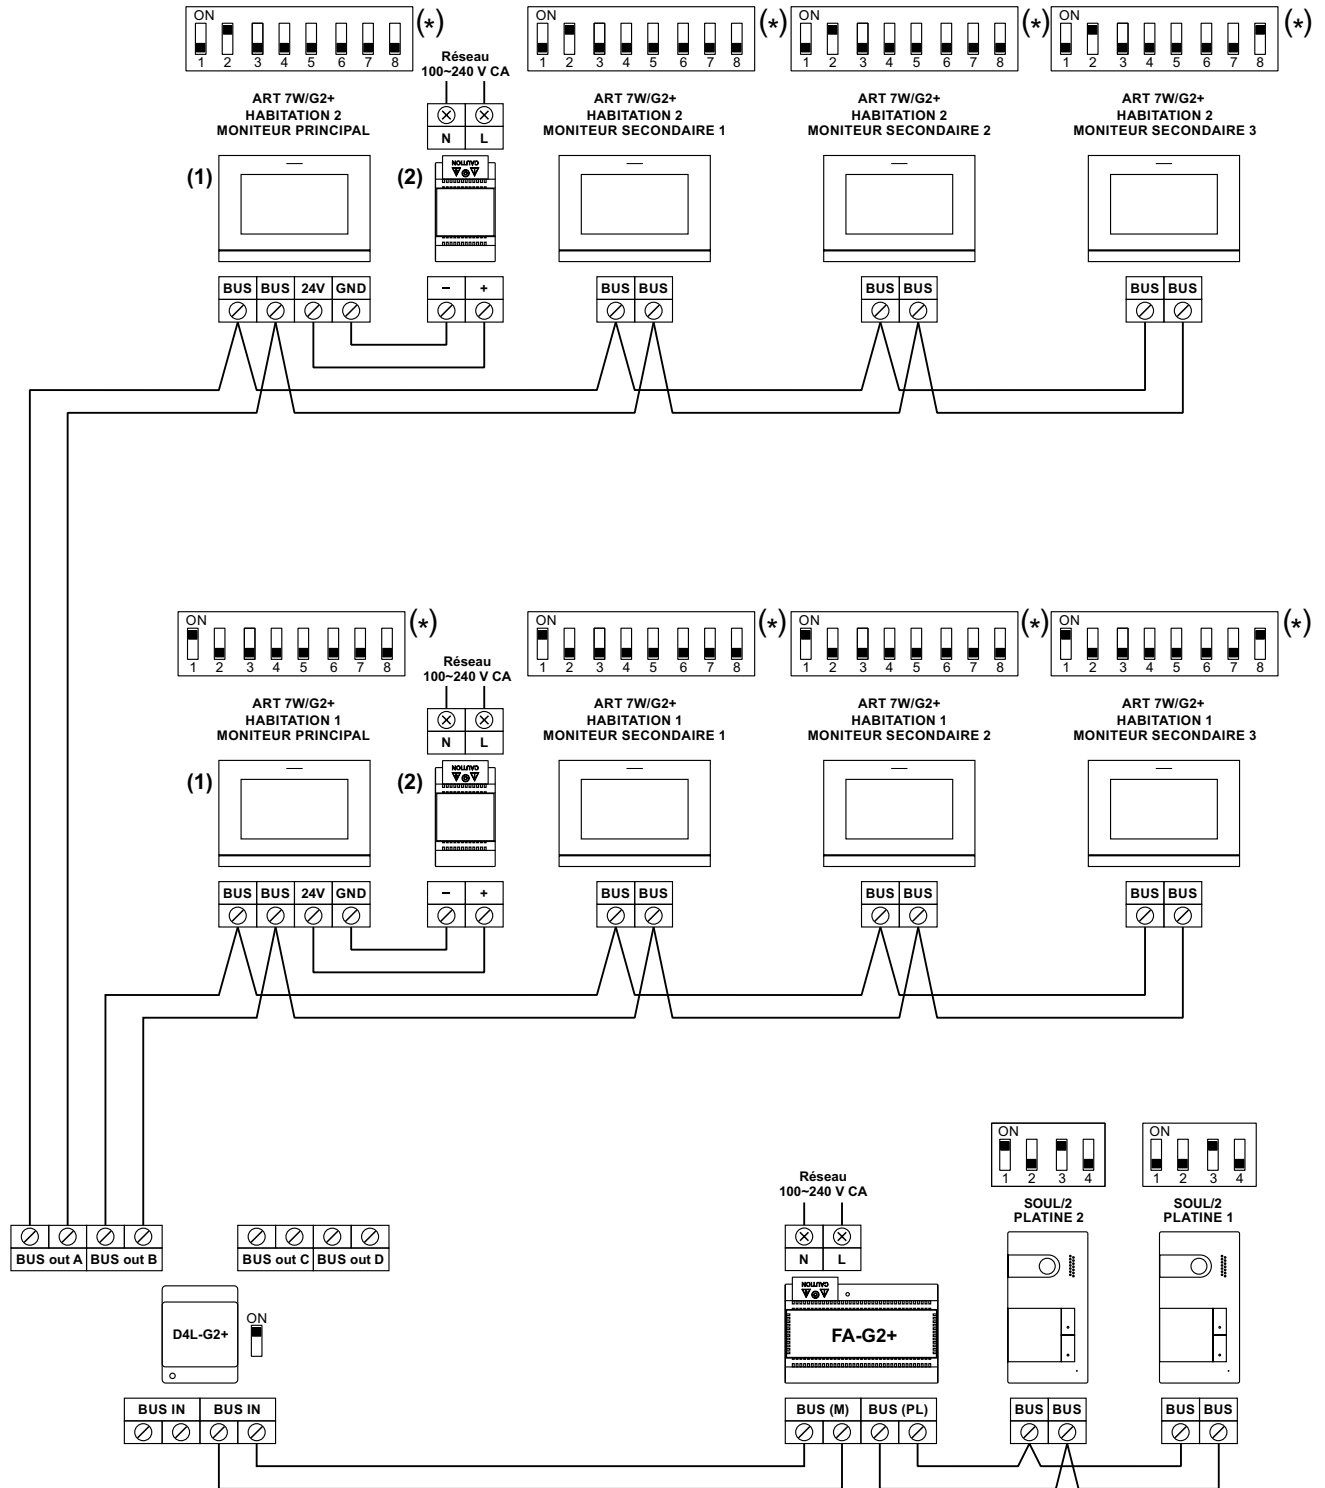 ON (*) ON (*) ON (*) ON (*)
1 2 3 4 5 6 7 8
1 2 3 4 5 6 7 8
1 2 3 4 5 6 7 8
1 2 3 4 5 6 7 8
Réseau
100~240 V CA
ART 7W/G2+
HABITATION 2
MONITEUR PRINCIPAL
N L
ART 7W/G2+
HABITATION 2
MONITEUR SECONDAIRE 1
ART 7W/G2+
HABITATION 2
MONITEUR SECONDAIRE 2
ART 7W/G2+
HABITATION 2
MONITEUR SECONDAIRE 3
(1)
(2)
CAUTION
BUS BUS 24V GND
– +
BUS BUS
BUS BUS
BUS BUS
ON (*) ON (*) ON (*) ON (*)
1 2 3 4 5 6 7 8
1 2 3 4 5 6 7 8
1 2 3 4 5 6 7 8
1 2 3 4 5 6 7 8
Réseau
100~240 V CA
ART 7W/G2+
HABITATION 1
MONITEUR PRINCIPAL
N L
ART 7W/G2+
HABITATION 1
MONITEUR SECONDAIRE 1
ART 7W/G2+
HABITATION 1
MONITEUR SECONDAIRE 2
ART 7W/G2+
HABITATION 1
MONITEUR SECONDAIRE 3
(1)
(2)
CAUTION
BUS BUS 24V GND
– +
BUS BUS
BUS BUS
BUS BUS
ON
1 2 3 4
ON
1 2 3 4
Réseau
100~240 V CA
SOUL/2
PLATINE 2
SOUL/2
PLATINE 1
BUS out A BUS out B
BUS out C BUS out D
N L
CAUTION
D4L-G2+
ON
FA-G2+
BUS IN BUS IN
BUS (M) BUS (PL)
BUS BUS
BUS BUS